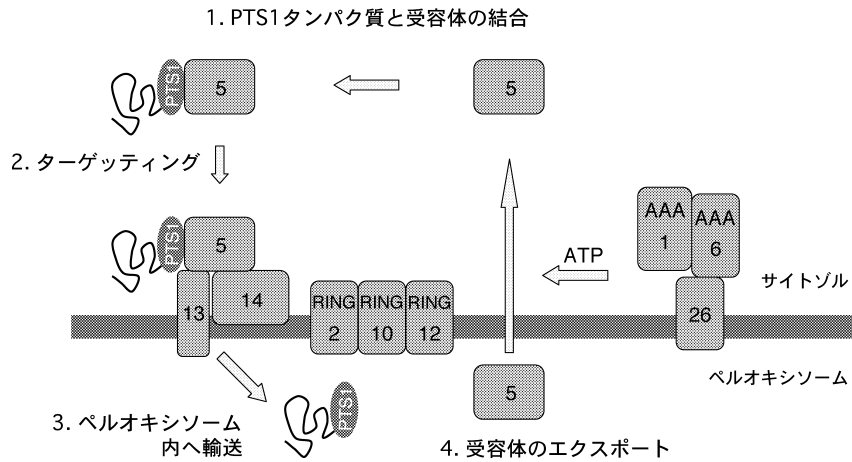 1. PTS1タンパク質と受容体の結合
PTS1
5
5
2. ターゲッティング
PTS1
5
13
14
RING
2
RING
10
RING
12
ATP
AAA
1
AAA
6
26
サイトゾル
ペルオキシソーム
5
PTS1
3. ペルオキシソーム
内へ輸送
4. 受容体のエクスポート